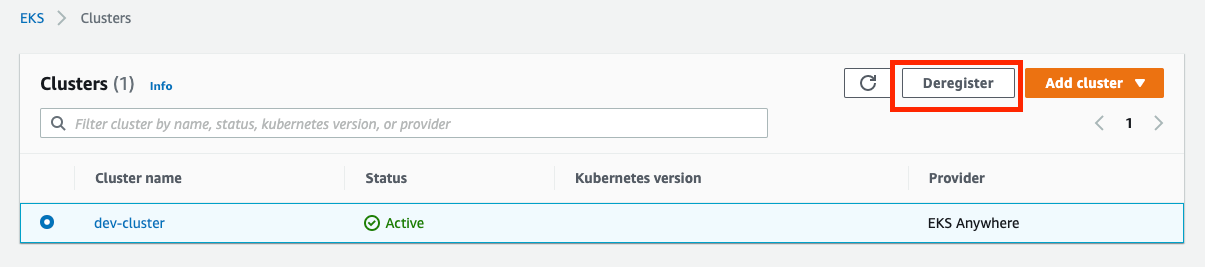 EKS > Clusters
Clusters (1) Info
Deregister
Add cluster
Filter cluster by name, status, kubernetes version, or provider
< 1 >
Cluster name Status Kubernetes version Provider
dev-cluster Active EKS Anywhere